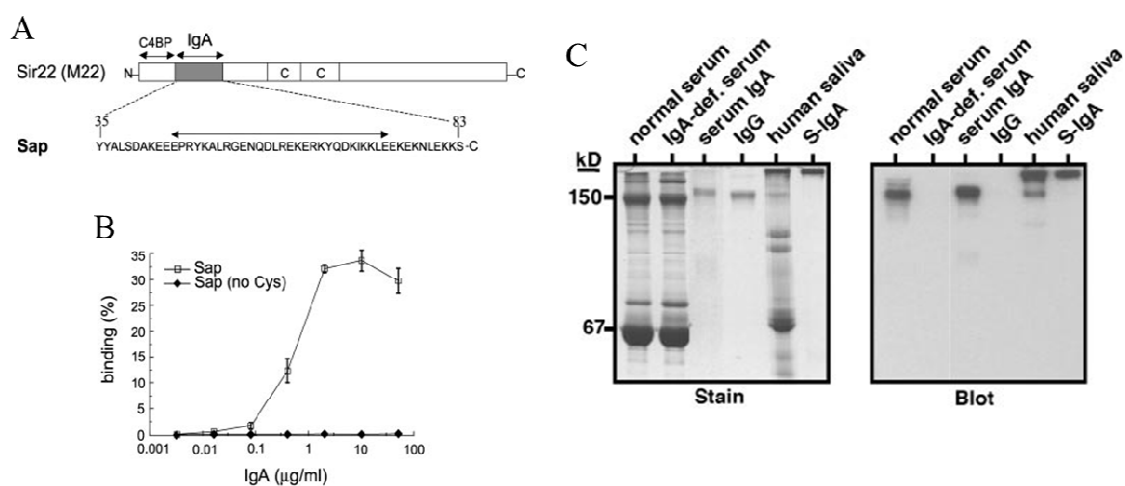 A
C4BP IgA
Sir22 (M22) N C C C
35 83
Sap YYALSDAKEEEPRYKALRGENQDLREKERKYQDKIKKLEEKEKNLEKKS-C
B
35
30
25
20
15
10
5
0
Sap
Sap (no Cys)
binding (%)
0.001 0.01 0.1 1 10 100
IgA (µg/ml)
C
normal serum
IgA-def. serum
serum IgA
IgG
human saliva
S-IgA
kD
150
67
Stain
normal serum
IgA-def. serum
serum IgA
IgG
human saliva
S-IgA
Blot